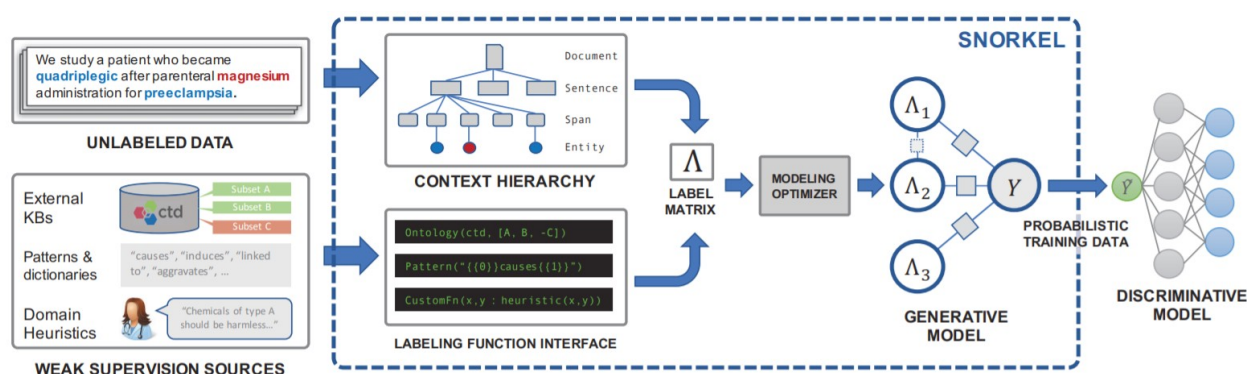 We study a patient who became
quadriplegic after parenteral magnesium
administration for preeclampsia.
UNLABELED DATA
External
KBs
ctd
Subset A
Subset B
Subset C
Patterns &
dictionaries
“causes”, “induces”, “linked
to”, “aggravates”, …
Domain
Heuristics
“Chemicals of type A
should be harmless…”
WEAK SUPERVISION SOURCES
SNORKEL
Document
Sentence
Span
Entity
CONTEXT HIERARCHY
Ontology(ctd, [A, B, -C])
Pattern(“{{0}}causes{{1}}”)
CustomFn(x,y : heuristic(x,y))
LABELING FUNCTION INTERFACE
Λ
LABEL
MATRIX
MODELING
OPTIMIZER
Λ1
Λ2
Λ3
Y
GENERATIVE
MODEL
PROBABILISTIC
TRAINING DATA
Ỹ
DISCRIMINATIVE
MODEL